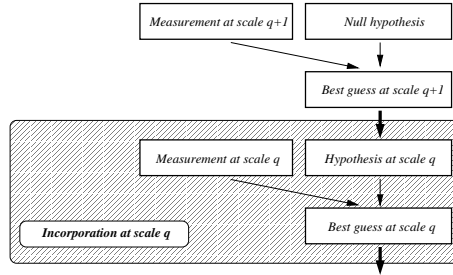 Measurement at scale q+1
Null hypothesis
Best guess at scale q+1
Measurement at scale q
Hypothesis at scale q
Best guess at scale q
Incorporation at scale q